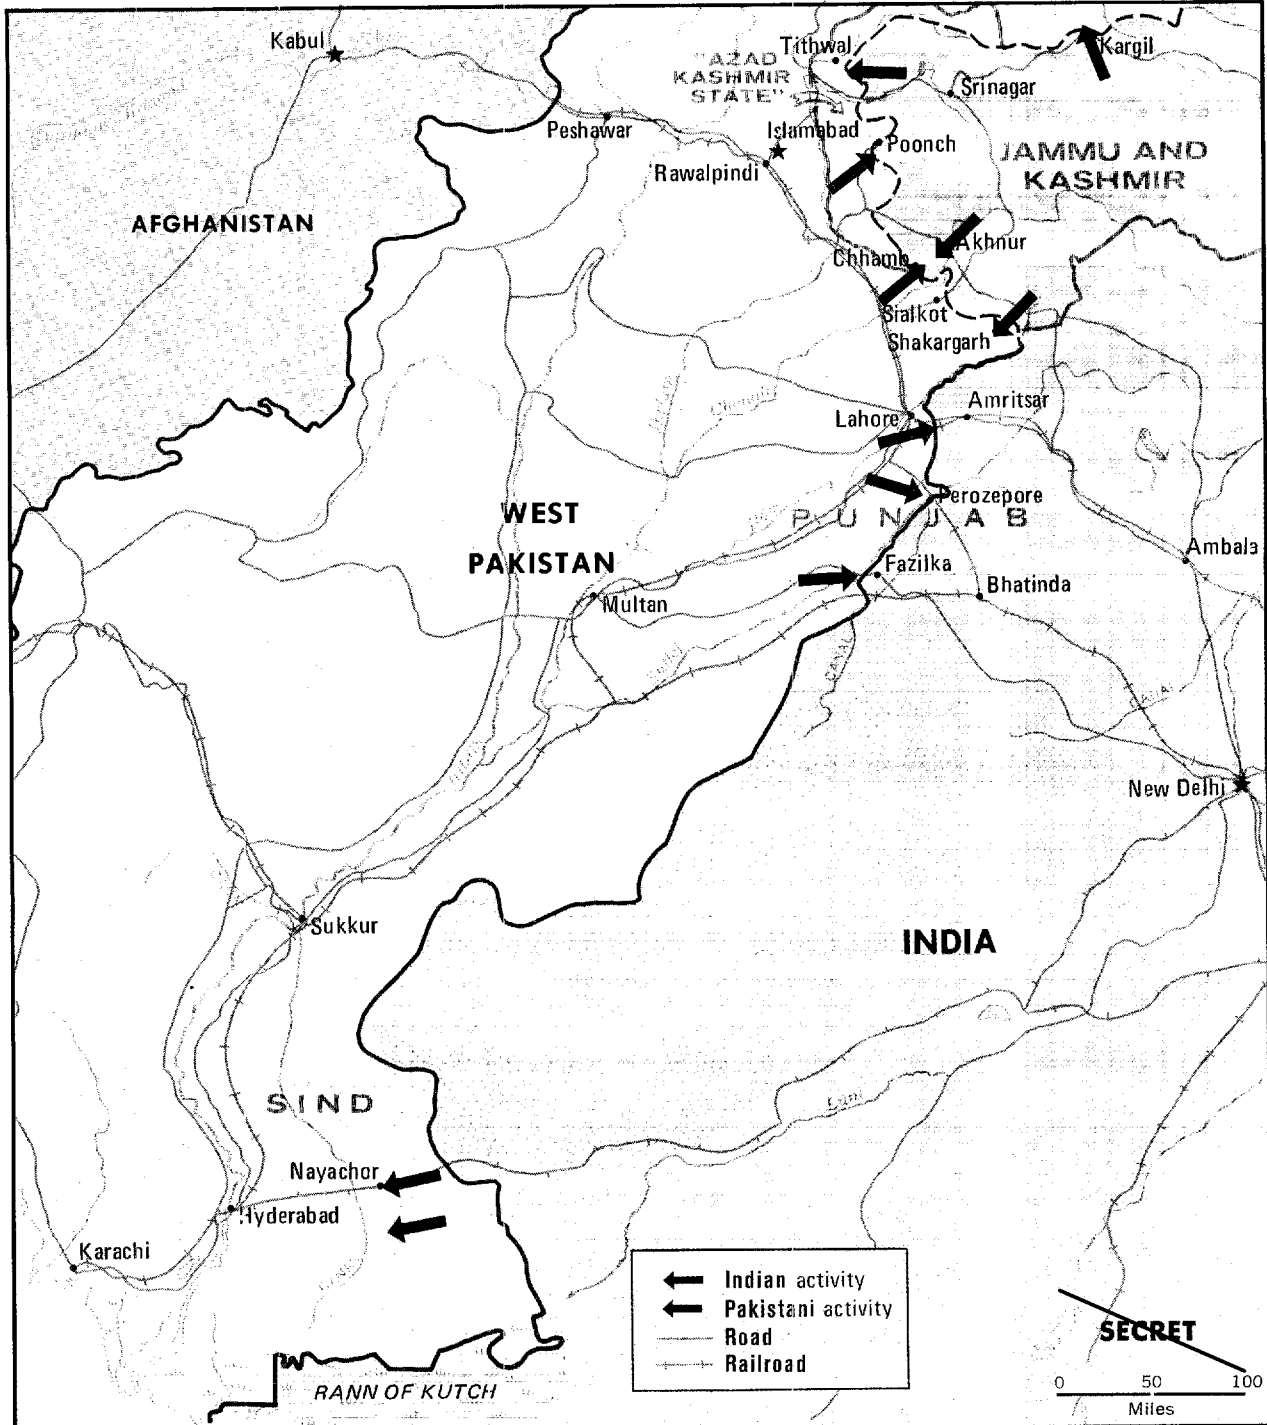 Kabul
Tithwal
Kargil
"AZAD
KASHMIR
STATE"
Srinagar
Peshawar
Islamabad
Poonch
Rawalpindi
JAMMU AND
KASHMIR
AFGHANISTAN
Akhnur
Chhamb
Sialkot
Shakargarh
Amritsar
Lahore
WEST
PAKISTAN
Ferozepore
PUNJAB
Ambala
Fazilka
Bhatinda
Multan
CANAL
New Delhi
Sukkur
INDIA
SIND
Nayachor
Hyderabad
Karachi
Indian activity
Pakistani activity
Road
Railroad
SECRET
RANN OF KUTCH
0 50 100
Miles